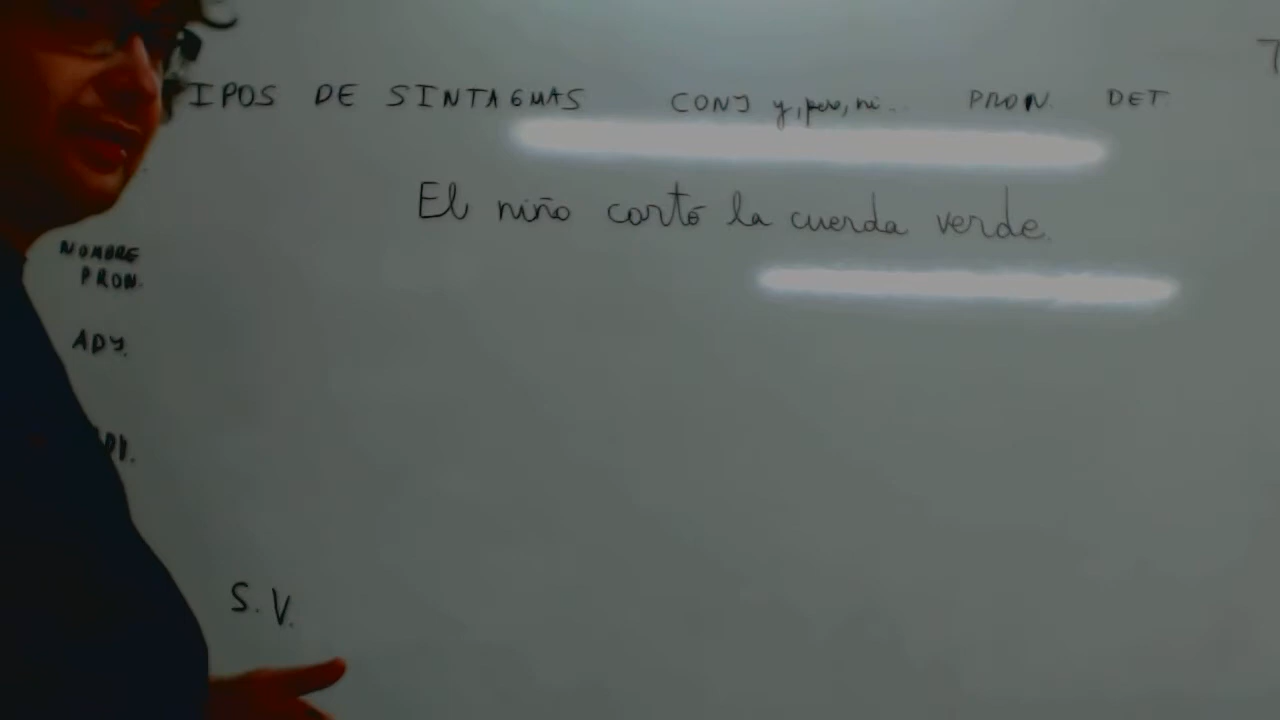 IPOS DE SINTAGMAS CONJ y, pero, ni... PRON. DET.
El niño cortó la cuerda verde.
NOMBRE
PRON.
ADJ.
S.V.